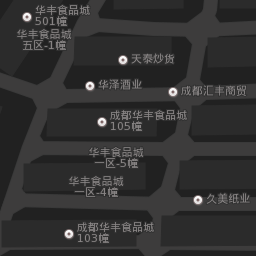 华丰食品城
501幢
华丰食品城
五区-1幢
天泰炒货
华泽酒业
成都汇丰商贸
成都华丰食品城
105幢
华丰食品城
一区-5幢
华丰食品城
一区-4幢
久美纸业
成都华丰食品城
103幢